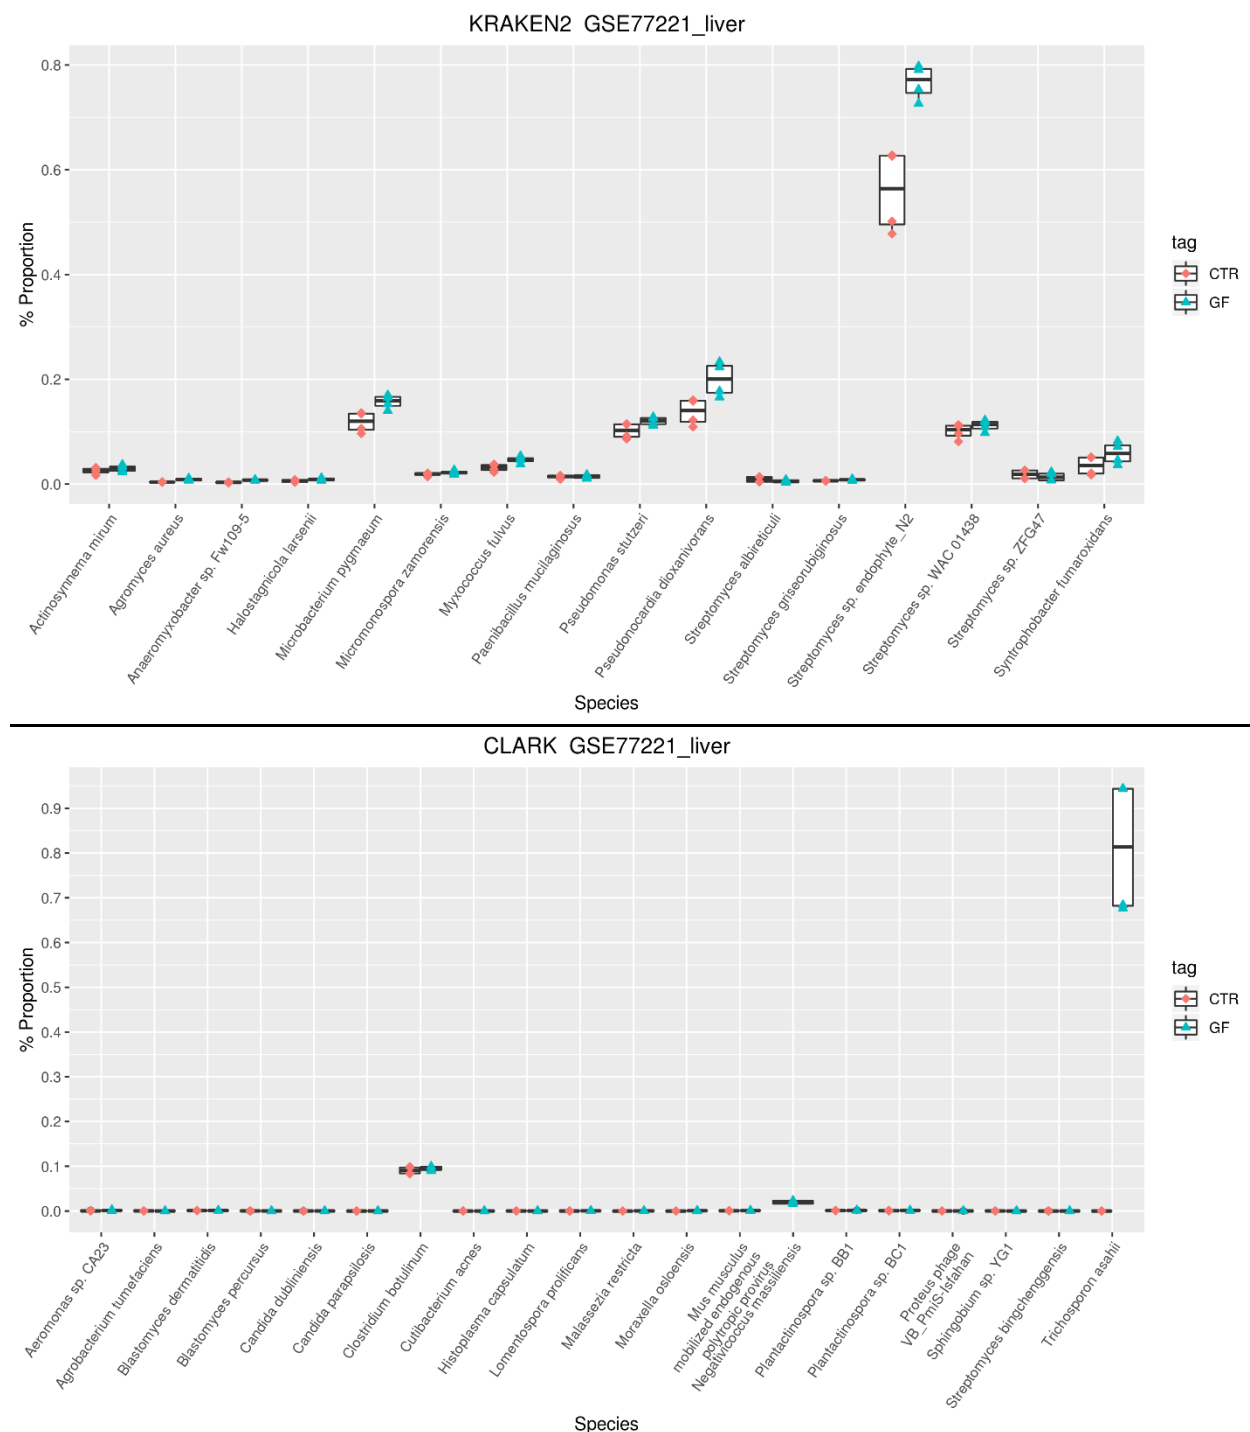 KRAKEN2 GSE77221_liver
% Proportion
0.8
0.6
0.4
0.2
0.0
Actinosynnema mirum
Agromyces aureus
Anaeromyxobacter sp. Fw109-5
Halostagnicola larsenii
Microbacterium pygmaeum
Micromonospora zamorensis
Myxococcus fulvus
Paenibacillus mucilaginosus
Pseudomonas stutzeri
Pseudonocardia dioxanivorans
Streptomyces albireticuli
Streptomyces griseorubiginosus
Streptomyces sp. endophyte_N2
Streptomyces sp. WAC 01438
Streptomyces sp. ZFG47
Syntrophobacter fumaroxidans
Species
tag
CTR
GF
CLARK GSE77221_liver
% Proportion
0.9
0.8
0.7
0.6
0.5
0.4
0.3
0.2
0.1
0.0
Aeromonas sp. CA23
Agrobacterium tumefaciens
Blastomyces dermatitidis
Blastomyces percursus
Candida dubliniensis
Candida parapsilosis
Clostridium botulinum
Cutibacterium acnes
Histoplasma capsulatum
Lomentospora prolificans
Malassezia restricta
Moraxella osloensis
Mus musculus
mobilized endogenous
polytropic provirus
Negativicoccus massiliensis
Plantactinospora sp. BB1
Plantactinospora sp. BC1
Proteus phage
VB_PmiS-Isfahan
Sphingobium sp. YG1
Streptomyces bingchenggensis
Trichosporon asahii
Species
tag
CTR
GF